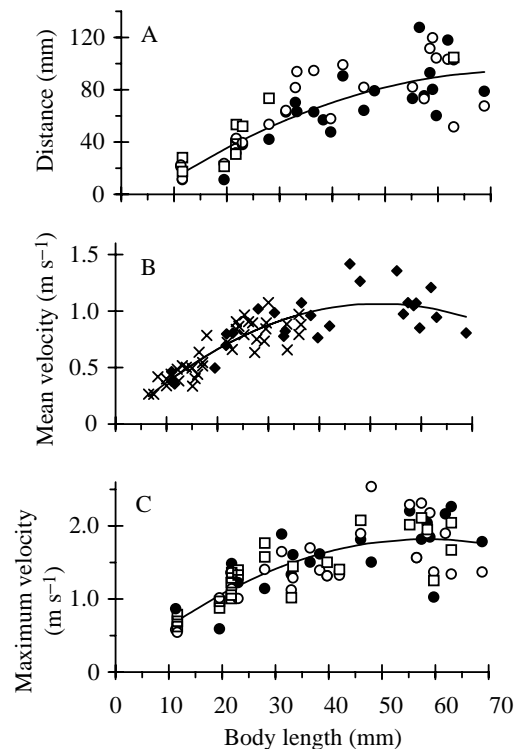 A
Distance (mm)
120
80
40
0
B
Mean velocity (m s⁻¹)
1.5
1.0
0.5
0
C
Maximum velocity
(m s⁻¹)
2.0
1.0
0
0 10 20 30 40 50 60 70
Body length (mm)